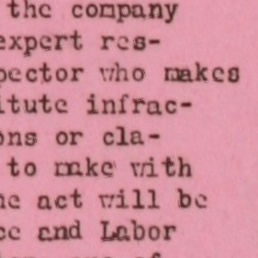 the company
expert res-
pector who makes
itute infrac-
ons or cla-
to make with
he act will be
ce and Labor